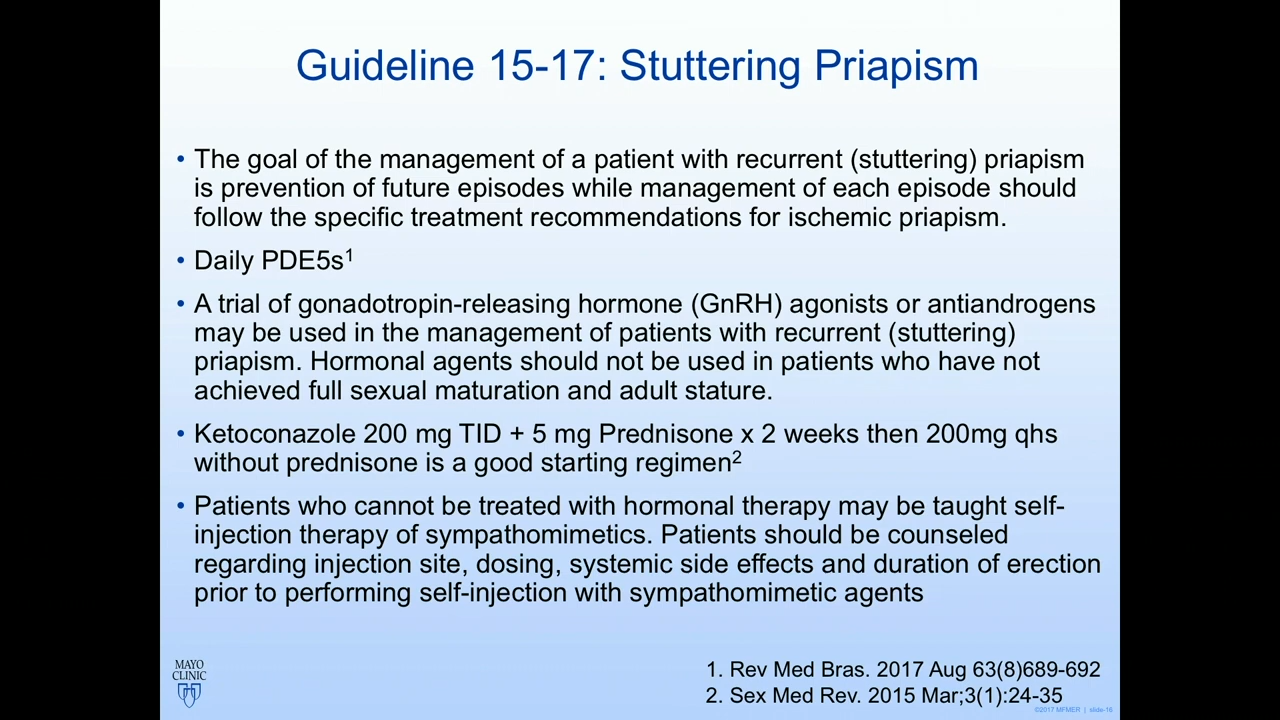 Guideline 15-17: Stuttering Priapism
• The goal of the management of a patient with recurrent (stuttering) priapism
is prevention of future episodes while management of each episode should
follow the specific treatment recommendations for ischemic priapism.
• Daily PDE5s¹
• A trial of gonadotropin-releasing hormone (GnRH) agonists or antiandrogens
may be used in the management of patients with recurrent (stuttering)
priapism. Hormonal agents should not be used in patients who have not
achieved full sexual maturation and adult stature.
• Ketoconazole 200 mg TID + 5 mg Prednisone x 2 weeks then 200mg qhs
without prednisone is a good starting regimen²
• Patients who cannot be treated with hormonal therapy may be taught self-
injection therapy of sympathomimetics. Patients should be counseled
regarding injection site, dosing, systemic side effects and duration of erection
prior to performing self-injection with sympathomimetic agents
MAYO
CLINIC
1. Rev Med Bras. 2017 Aug 63(8)689-692
2. Sex Med Rev. 2015 Mar;3(1):24-35
©2017 MFMER | slide-16